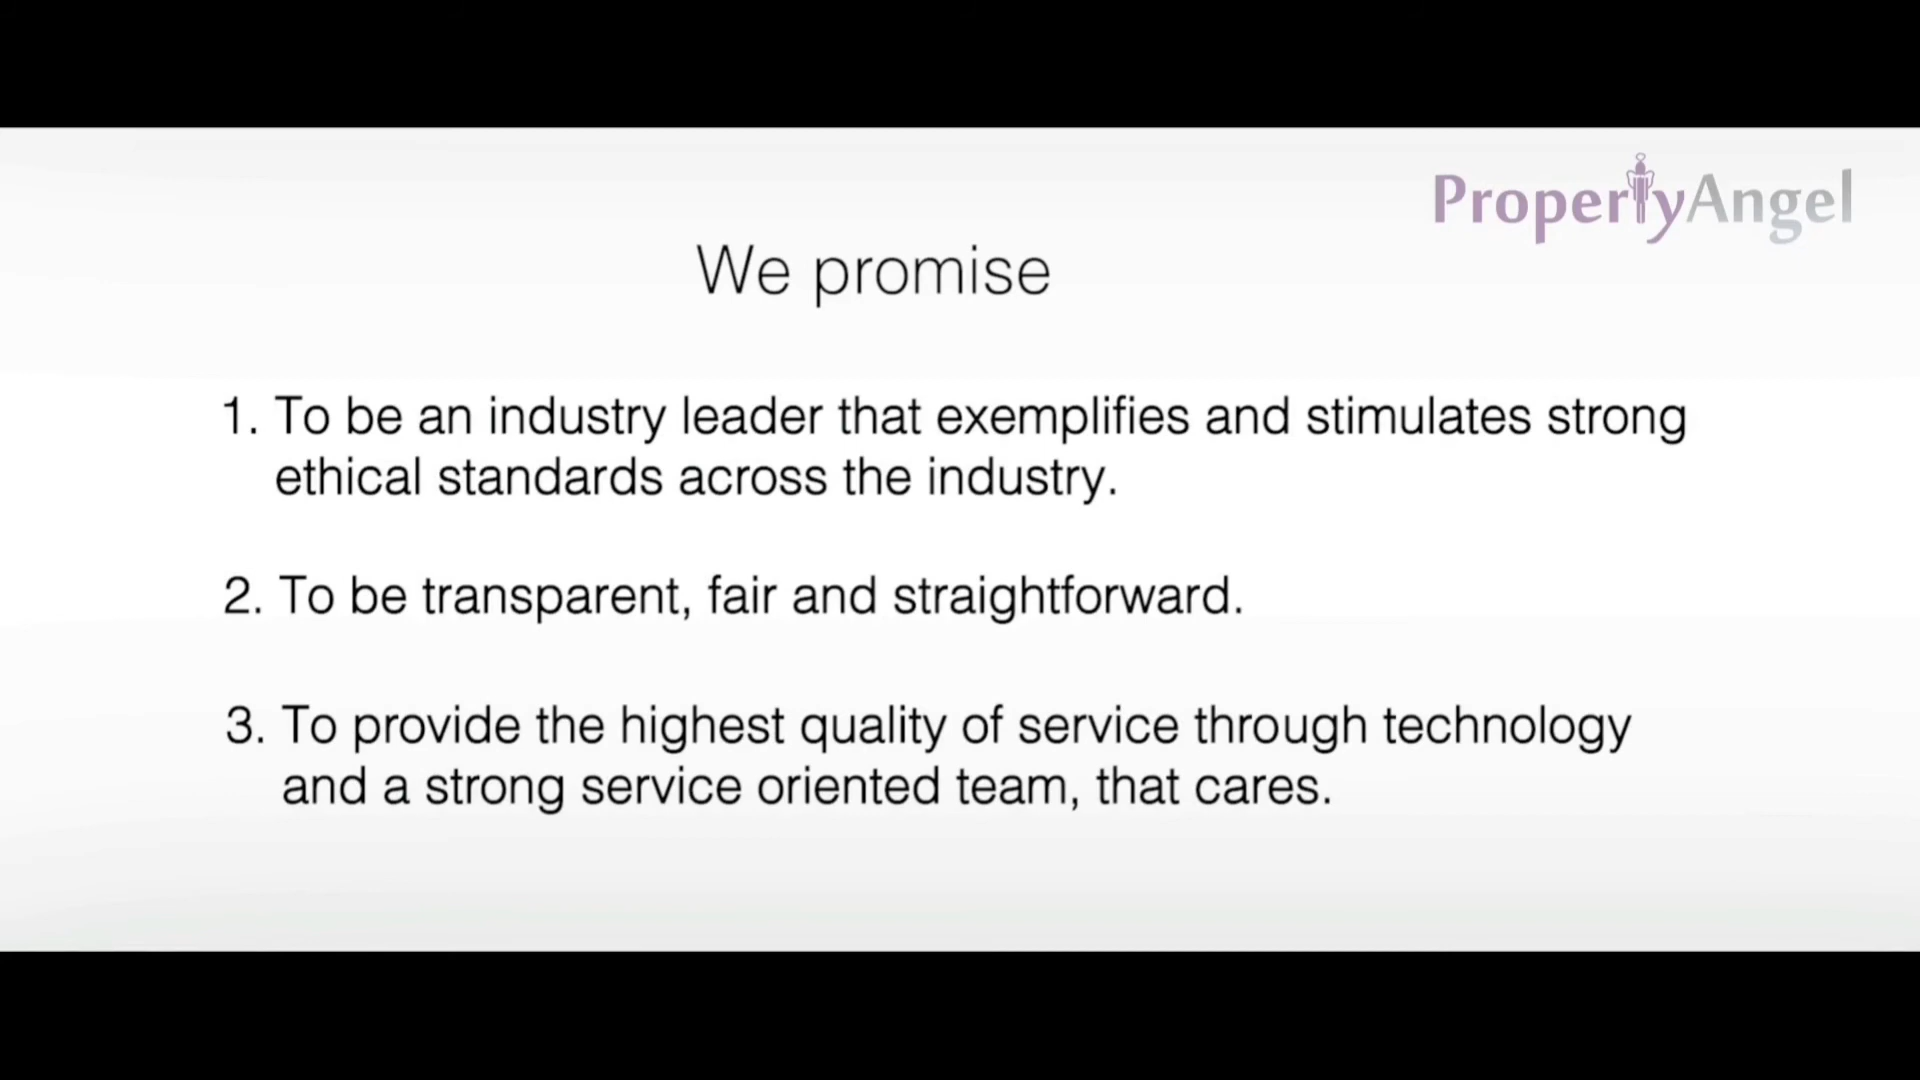 PropertyAngel
We promise
1. To be an industry leader that exemplifies and stimulates strong
ethical standards across the industry.
2. To be transparent, fair and straightforward.
3. To provide the highest quality of service through technology
and a strong service oriented team, that cares.